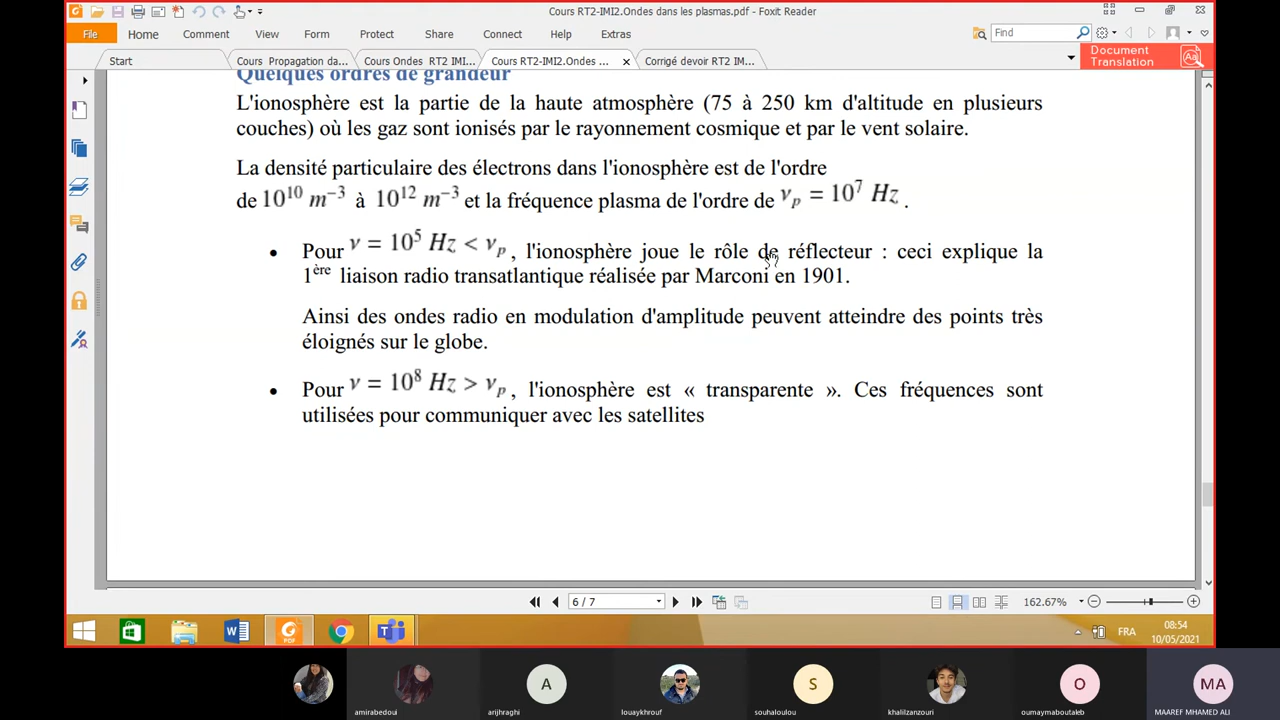 Cours RT2-IMI2.Ondes dans les plasmas.pdf - Foxit Reader
File Home Comment View Form Protect Share Connect Help Extras Find
Start Cours Propagation da... Cours Ondes RT2 IMI... Cours RT2-IMI2.Ondes ... Corrigé devoir RT2 IM...
Document
Translation
Quelques ordres de grandeur
L'ionosphère est la partie de la haute atmosphère (75 à 250 km d'altitude en plusieurs
couches) où les gaz sont ionisés par le rayonnement cosmique et par le vent solaire.
La densité particulaire des électrons dans l'ionosphère est de l'ordre
de 10¹⁰ m⁻³ à 10¹² m⁻³ et la fréquence plasma de l'ordre de νₚ = 10⁷ Hz .
• Pour ν = 10⁵ Hz < νₚ , l'ionosphère joue le rôle de réflecteur : ceci explique la
1ère liaison radio transatlantique réalisée par Marconi en 1901.
Ainsi des ondes radio en modulation d'amplitude peuvent atteindre des points très
éloignés sur le globe.
• Pour ν = 10⁸ Hz > νₚ , l'ionosphère est « transparente ». Ces fréquences sont
utilisées pour communiquer avec les satellites
6 / 7 162.67%
FRA 08:54
10/05/2021
A S O MA
amirabedoui arijhraghi louaykhrouf souhaloulou khalilzanzouri oumaymaboutaleb MAAREF MHAMED ALI